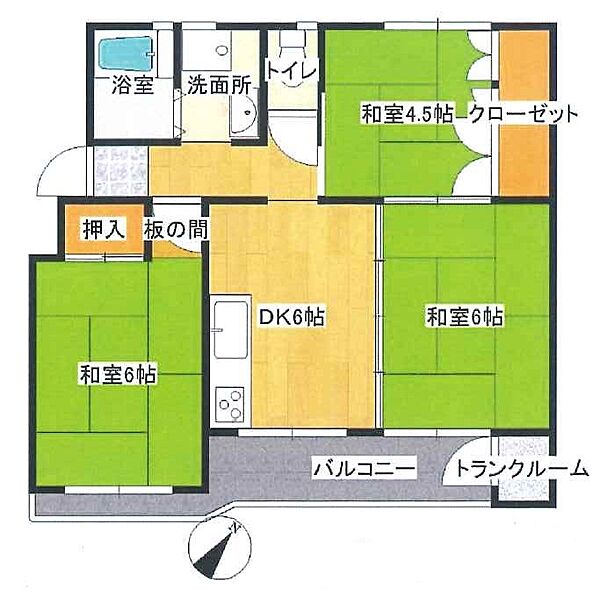 浴室
洗面所
トイレ
和室4.5帖
クローゼット
押入
板の間
DK6帖
和室6帖
和室6帖
バルコニー
トランクルーム
N